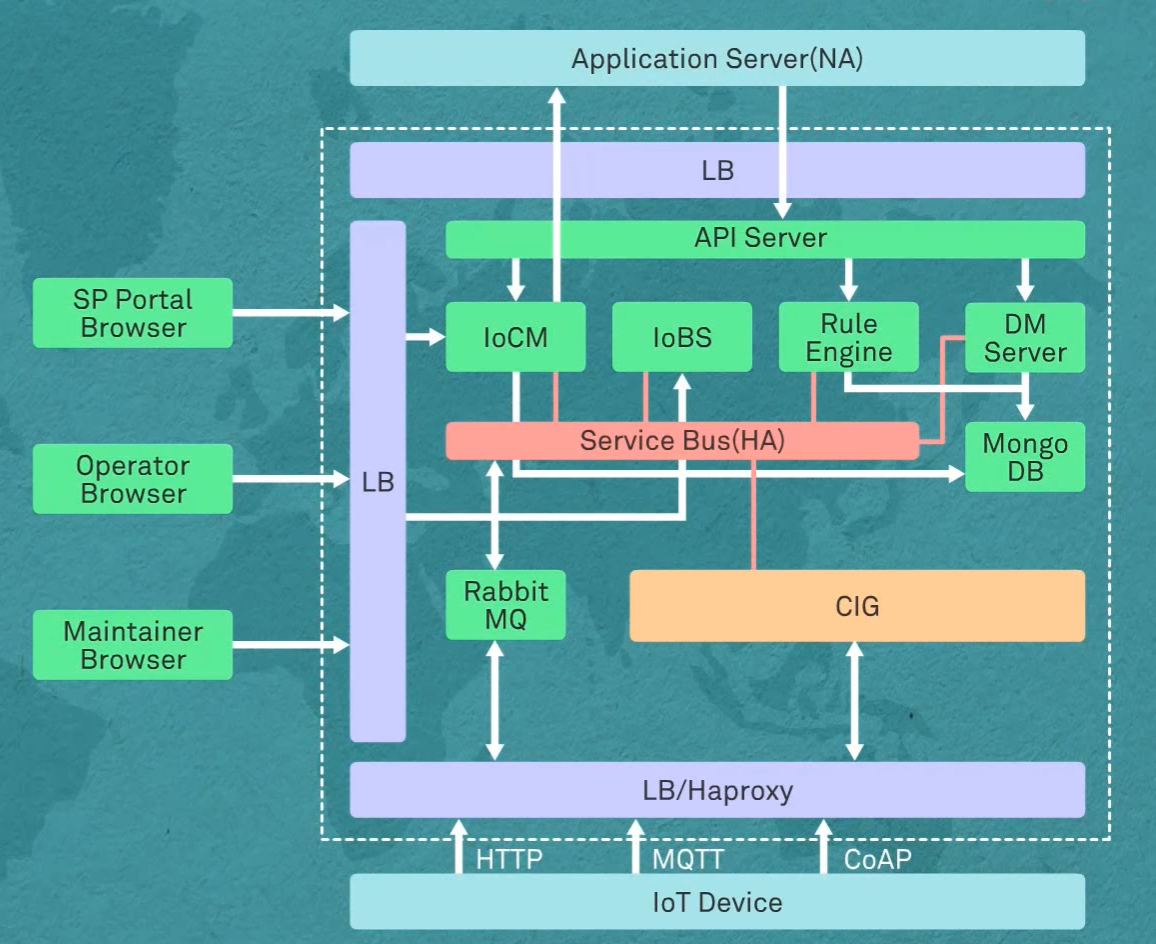 Application Server(NA)
LB
API Server
SP Portal
Browser
IoCM
IoBS
Rule
Engine
DM
Server
Service Bus(HA)
Mongo
DB
Operator
Browser
LB
Rabbit
MQ
CIG
Maintainer
Browser
LB/Haproxy
HTTP
MQTT
CoAP
IoT Device